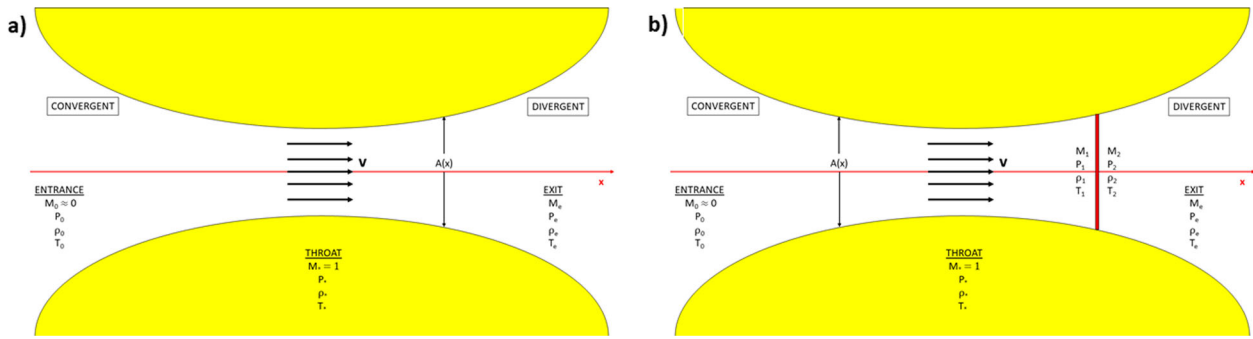 a)
CONVERGENT
DIVERGENT
V
A(x)
x
ENTRANCE
M₀ ≈ 0
P₀
ρ₀
T₀
EXIT
Mₑ
Pₑ
ρₑ
Tₑ
THROAT
M* = 1
P*
ρ*
T*
b)
CONVERGENT
DIVERGENT
A(x)
V
M₁ M₂
P₁ P₂
ρ₁ ρ₂
T₁ T₂
x
ENTRANCE
M₀ ≈ 0
P₀
ρ₀
T₀
EXIT
Mₑ
Pₑ
ρₑ
Tₑ
THROAT
M* = 1
P*
ρ*
T*